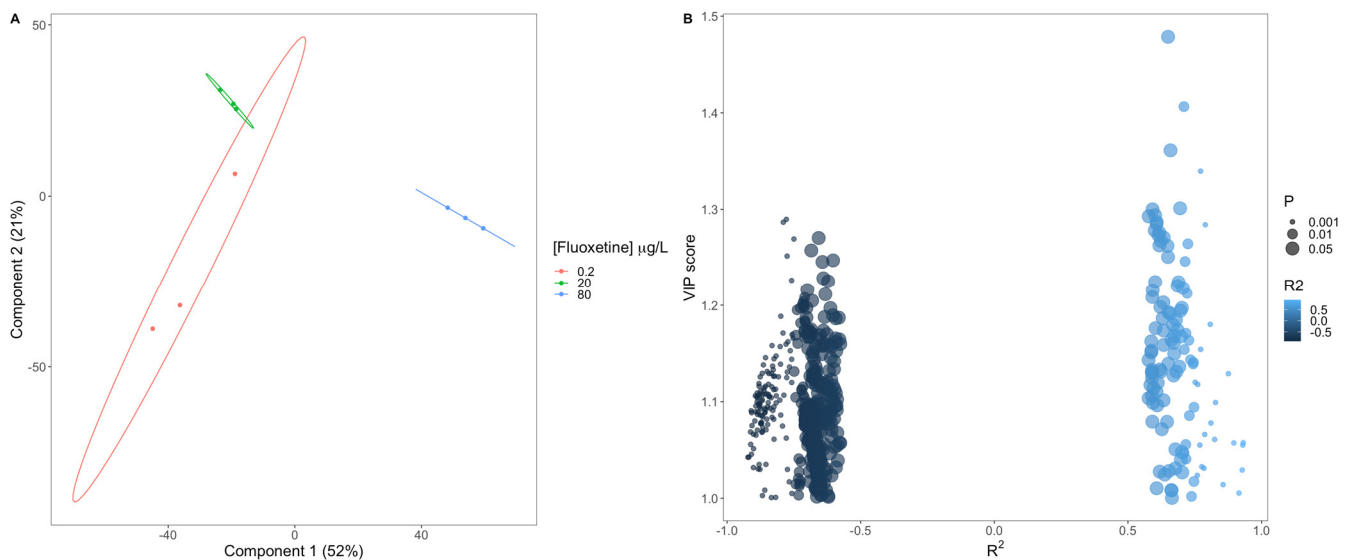 A
50
0
-50
-40
0
40
Component 2 (21%)
Component 1 (52%)
[Fluoxetine] μg/L
0.2
20
80
B
1.5
1.4
1.3
1.2
1.1
1.0
-1.0
-0.5
0.0
0.5
1.0
VIP score
R²
P
0.001
0.01
0.05
R2
0.5
0.0
-0.5